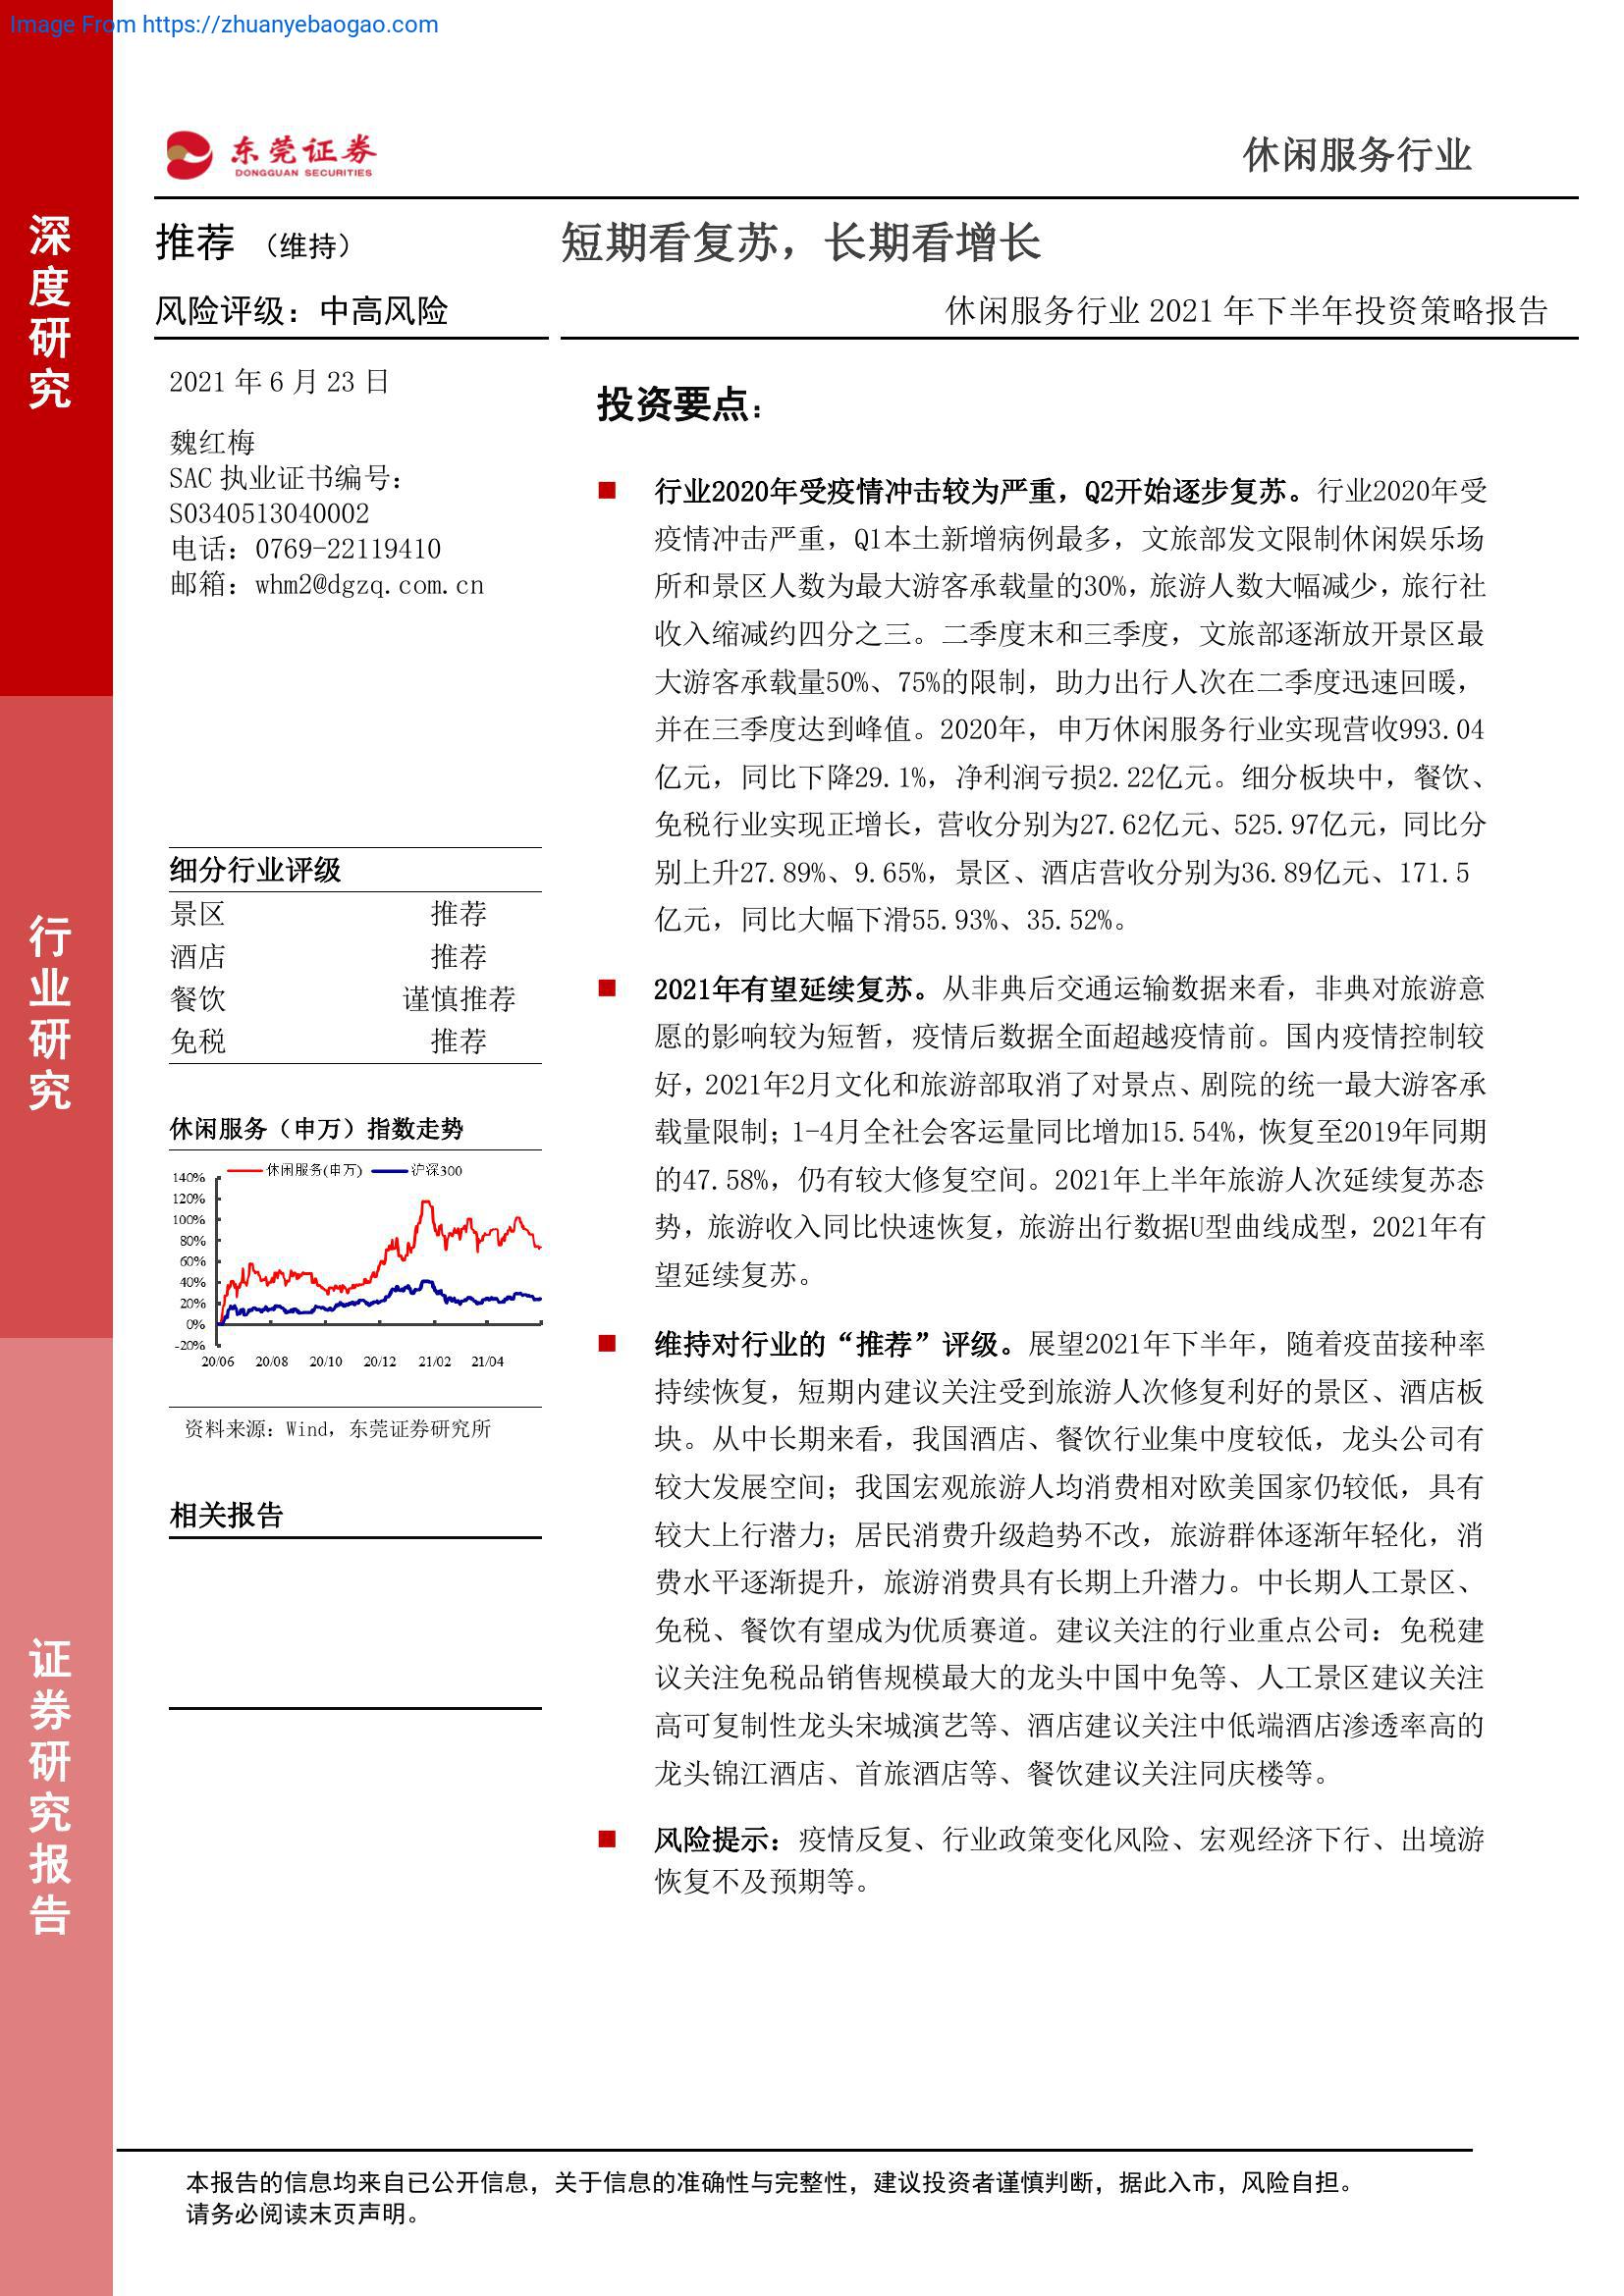 Image From https://zhuanyebaogao.com
东莞证券
DONGGUAN SECURITIES
休闲服务行业
深度研究
行业研究
证券研究报告
推荐 （维持）
短期看复苏，长期看增长
风险评级：中高风险
休闲服务行业 2021 年下半年投资策略报告
2021 年 6 月 23 日
魏红梅
SAC 执业证书编号：
S0340513040002
电话：0769-22119410
邮箱：whm2@dgzq.com.cn
细分行业评级
景区 推荐
酒店 推荐
餐饮 谨慎推荐
免税 推荐
休闲服务（申万）指数走势
休闲服务(申万) 沪深300
140%
120%
100%
80%
60%
40%
20%
0%
-20%
20/06 20/08 20/10 20/12 21/02 21/04
资料来源：Wind，东莞证券研究所
相关报告
投资要点：
行业2020年受疫情冲击较为严重，Q2开始逐步复苏。行业2020年受
疫情冲击严重，Q1本土新增病例最多，文旅部发文限制休闲娱乐场
所和景区人数为最大游客承载量的30%，旅游人数大幅减少，旅行社
收入缩减约四分之三。二季度末和三季度，文旅部逐渐放开景区最
大游客承载量50%、75%的限制，助力出行人次在二季度迅速回暖，
并在三季度达到峰值。2020年，申万休闲服务行业实现营收993.04
亿元，同比下降29.1%，净利润亏损2.22亿元。细分板块中，餐饮、
免税行业实现正增长，营收分别为27.62亿元、525.97亿元，同比分
别上升27.89%、9.65%，景区、酒店营收分别为36.89亿元、171.5
亿元，同比大幅下滑55.93%、35.52%。
2021年有望延续复苏。从非典后交通运输数据来看，非典对旅游意
愿的影响较为短暂，疫情后数据全面超越疫情前。国内疫情控制较
好，2021年2月文化和旅游部取消了对景点、剧院的统一最大游客承
载量限制；1-4月全社会客运量同比增加15.54%，恢复至2019年同期
的47.58%，仍有较大修复空间。2021年上半年旅游人次延续复苏态
势，旅游收入同比快速恢复，旅游出行数据U型曲线成型，2021年有
望延续复苏。
维持对行业的“推荐”评级。展望2021年下半年，随着疫苗接种率
持续恢复，短期内建议关注受到旅游人次修复利好的景区、酒店板
块。从中长期来看，我国酒店、餐饮行业集中度较低，龙头公司有
较大发展空间；我国宏观旅游人均消费相对欧美国家仍较低，具有
较大上行潜力；居民消费升级趋势不改，旅游群体逐渐年轻化，消
费水平逐渐提升，旅游消费具有长期上升潜力。中长期人工景区、
免税、餐饮有望成为优质赛道。建议关注的行业重点公司：免税建
议关注免税品销售规模最大的龙头中国中免等、人工景区建议关注
高可复制性龙头宋城演艺等、酒店建议关注中低端酒店渗透率高的
龙头锦江酒店、首旅酒店等、餐饮建议关注同庆楼等。
风险提示：疫情反复、行业政策变化风险、宏观经济下行、出境游
恢复不及预期等。
本报告的信息均来自已公开信息，关于信息的准确性与完整性，建议投资者谨慎判断，据此入市，风险自担。
请务必阅读末页声明。